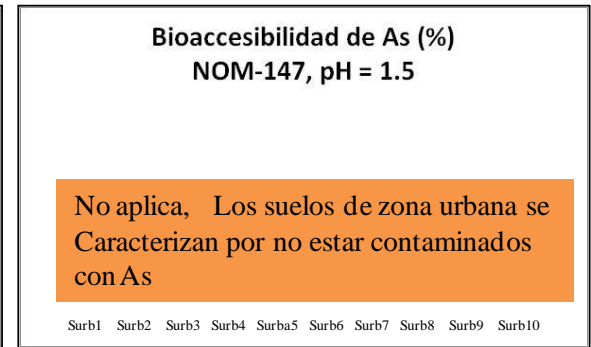 Bioaccesibilidad de As (%)
NOM-147, pH = 1.5
No aplica, Los suelos de zona urbana se
Caracterizan por no estar contaminados
con As
Surb1 Surb2 Surb3 Surb4 Surba5 Surb6 Surb7 Surb8 Surb9 Surb10